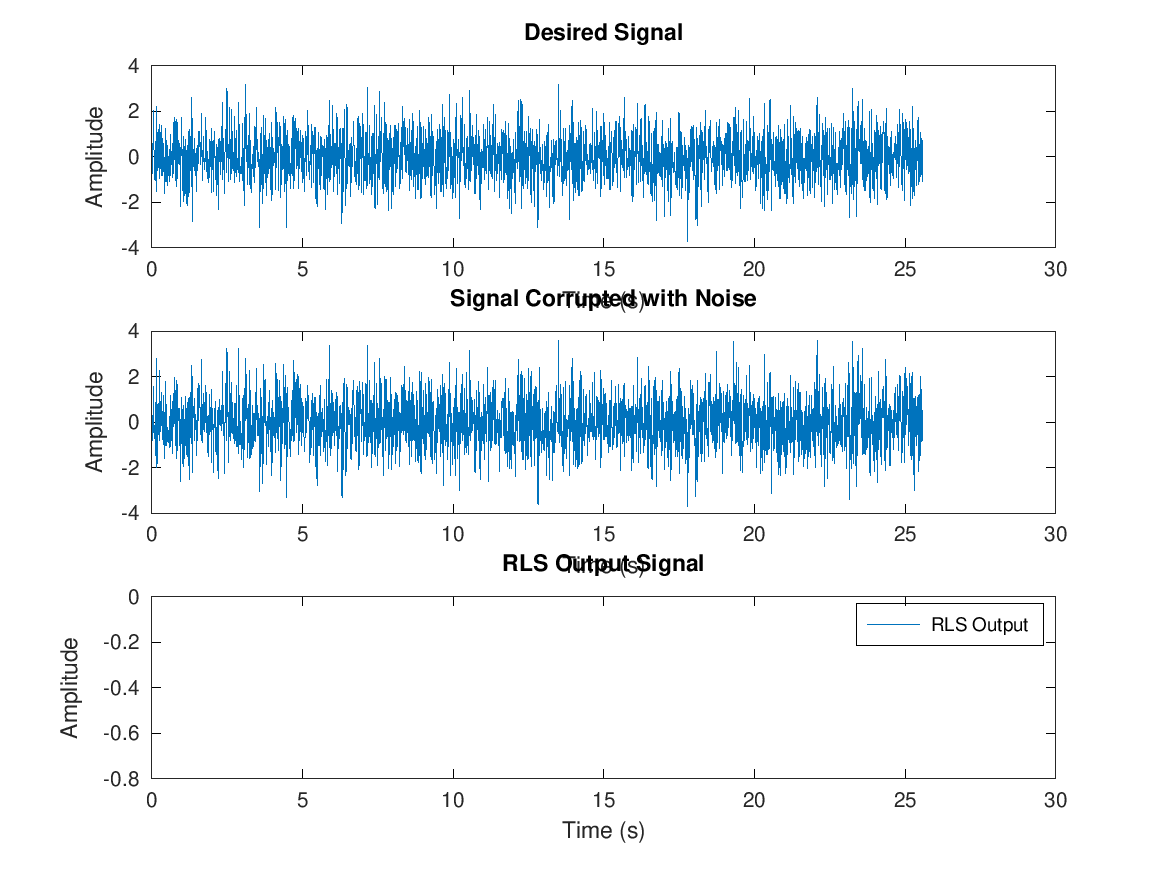 Desired Signal
4
2
0
-2
-4
Amplitude
0 5 10 15 20 25 30
Time (s)
Signal Corrupted with Noise
4
2
0
-2
-4
Amplitude
0 5 10 15 20 25 30
Time (s)
RLS Output Signal
0
-0.2
-0.4
-0.6
-0.8
Amplitude
RLS Output
0 5 10 15 20 25 30
Time (s)